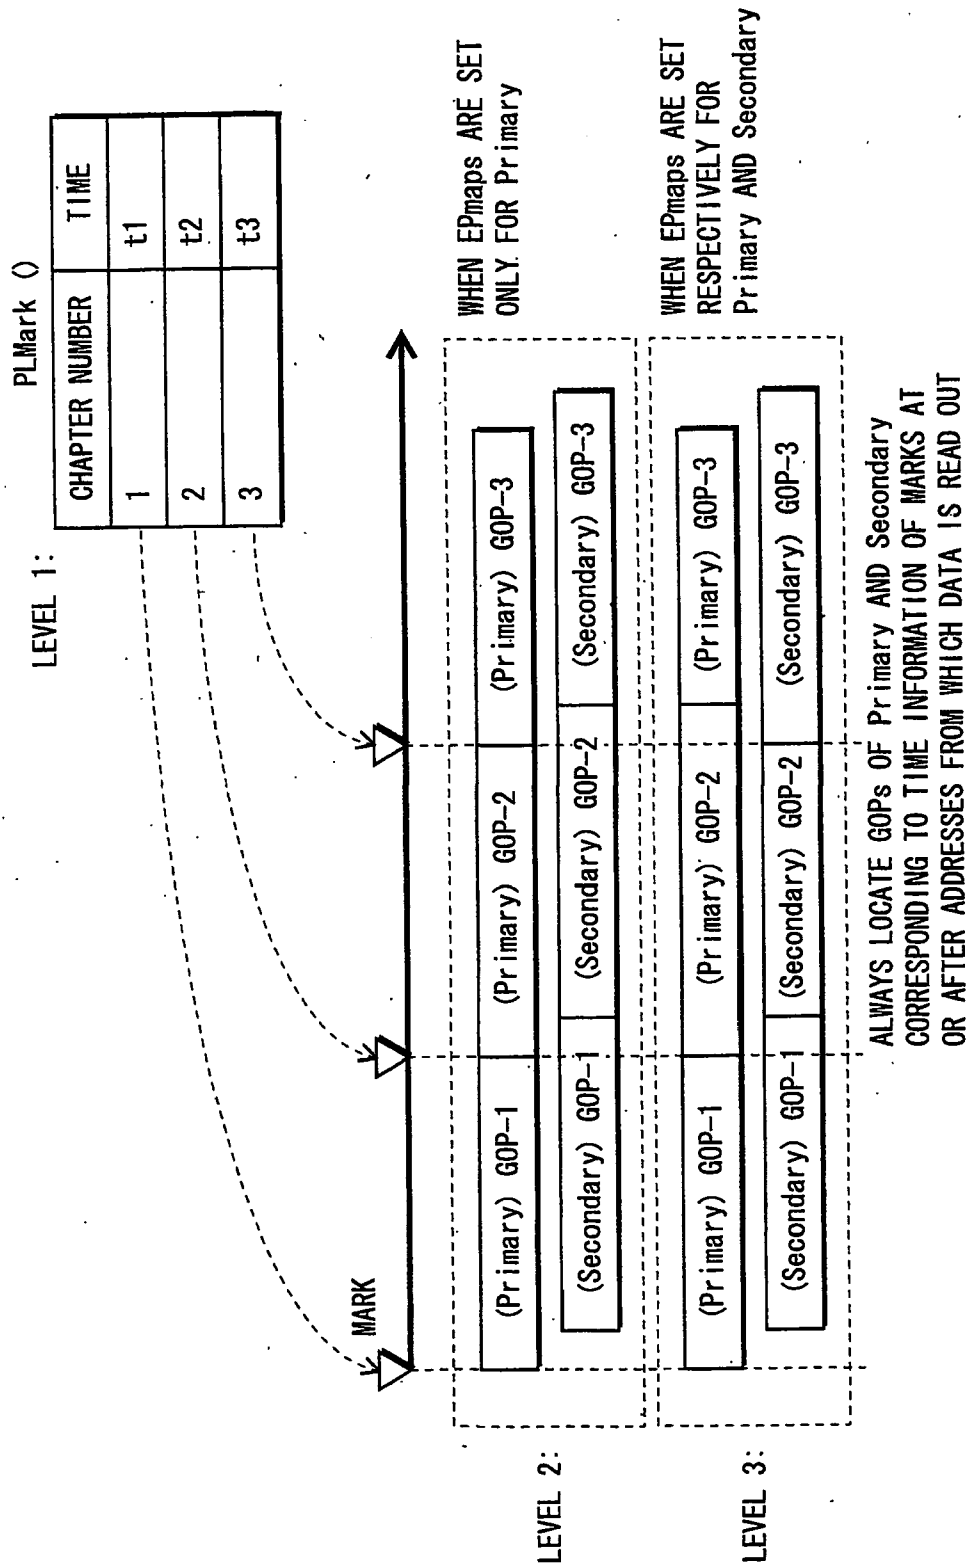 LEVEL 1:
PLMark ()
CHAPTER NUMBER TIME
1 t1
2 t2
3 t3
MARK
LEVEL 2:
(Primary) GOP-1 (Primary) GOP-2 (Primary) GOP-3
(Secondary) GOP-1 (Secondary) GOP-2 (Secondary) GOP-3
WHEN EPmaps ARE SET
ONLY FOR Primary
LEVEL 3:
(Primary) GOP-1 (Primary) GOP-2 (Primary) GOP-3
(Secondary) GOP-1 (Secondary) GOP-2 (Secondary) GOP-3
WHEN EPmaps ARE SET
RESPECTIVELY FOR
Primary AND Secondary
ALWAYS LOCATE GOPs OF Primary AND Secondary
CORRESPONDING TO TIME INFORMATION OF MARKS AT
OR AFTER ADDRESSES FROM WHICH DATA IS READ OUT